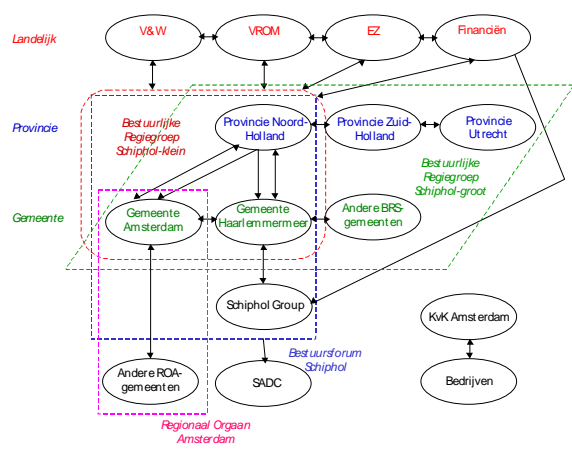 Landelijk
V&W
VROM
EZ
Financiën
Provincie
Bestuurlijke
Regiegroep
Schiphol-klein
Provincie Noord-
Holland
Provincie Zuid-
Holland
Provincie
Utrecht
Bestuurlijke
Regiegroep
Schiphol-groot
Gemeente
Gemeente
Amsterdam
Gemeente
Haarlemmermeer
Andere BRS-
gemeenten
Schiphol Group
KvK Amsterdam
Bestuursforum
Schiphol
Andere ROA-
gemeenten
SADC
Bedrijven
Regionaal Orgaan
Amsterdam